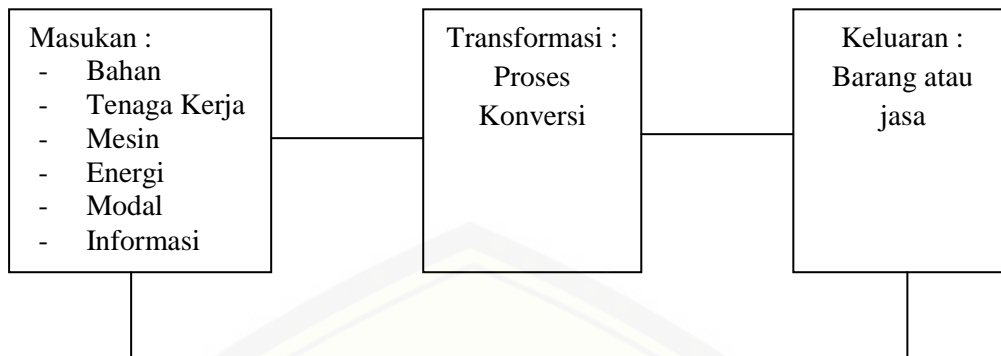 Masukan :
- Bahan
- Tenaga Kerja
- Mesin
- Energi
- Modal
- Informasi
Transformasi :
Proses
Konversi
Keluaran :
Barang atau
jasa